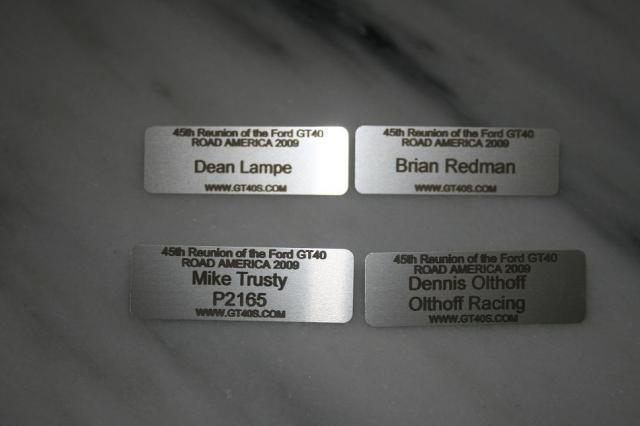 45th Reunion of the Ford GT40
ROAD AMERICA 2009
Dean Lampe
WWW.GT40S.COM
45th Reunion of the Ford GT40
ROAD AMERICA 2009
Brian Redman
WWW.GT40S.COM
45th Reunion of the Ford GT40
ROAD AMERICA 2009
Mike Trusty
P2165
WWW.GT40S.COM
45th Reunion of the Ford GT40
ROAD AMERICA 2009
Dennis Olthoff
Olthoff Racing
WWW.GT40S.COM